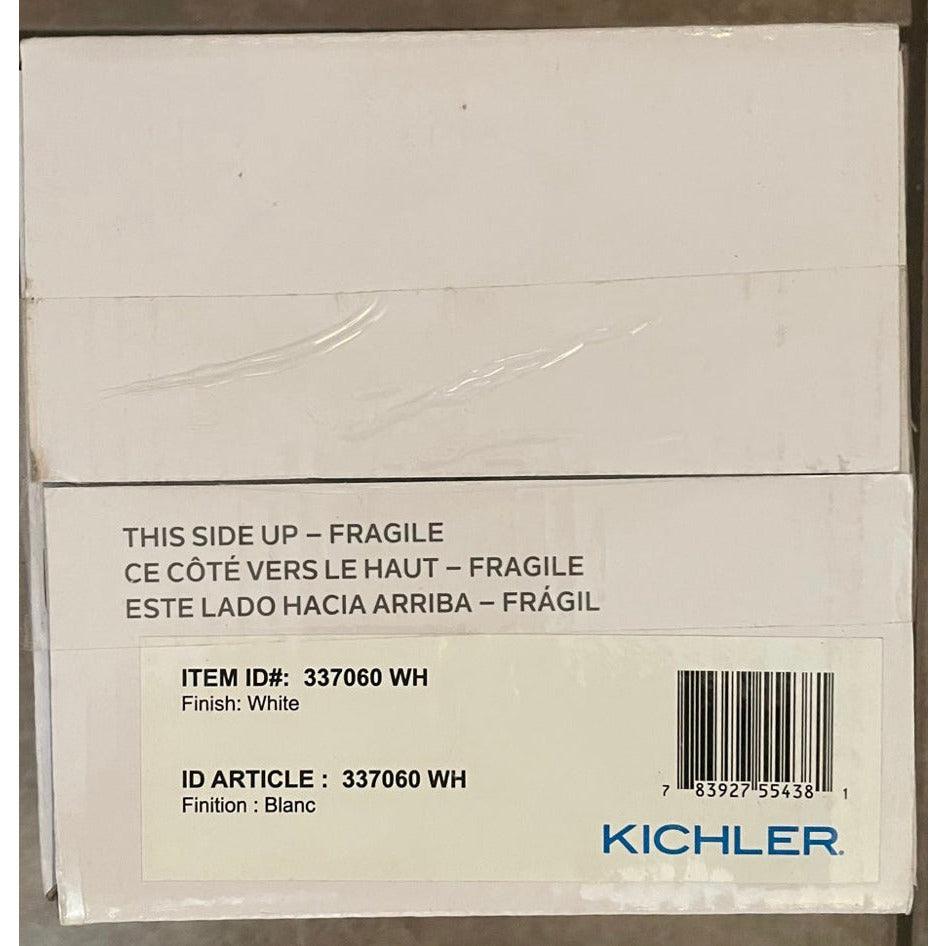 THIS SIDE UP – FRAGILE
CE CÔTÉ VERS LE HAUT – FRAGILE
ESTE LADO HACIA ARRIBA – FRÁGIL
ITEM ID#: 337060 WH
Finish: White
ID ARTICLE : 337060 WH
Finition : Blanc
7 83927 55438 1
KICHLER.